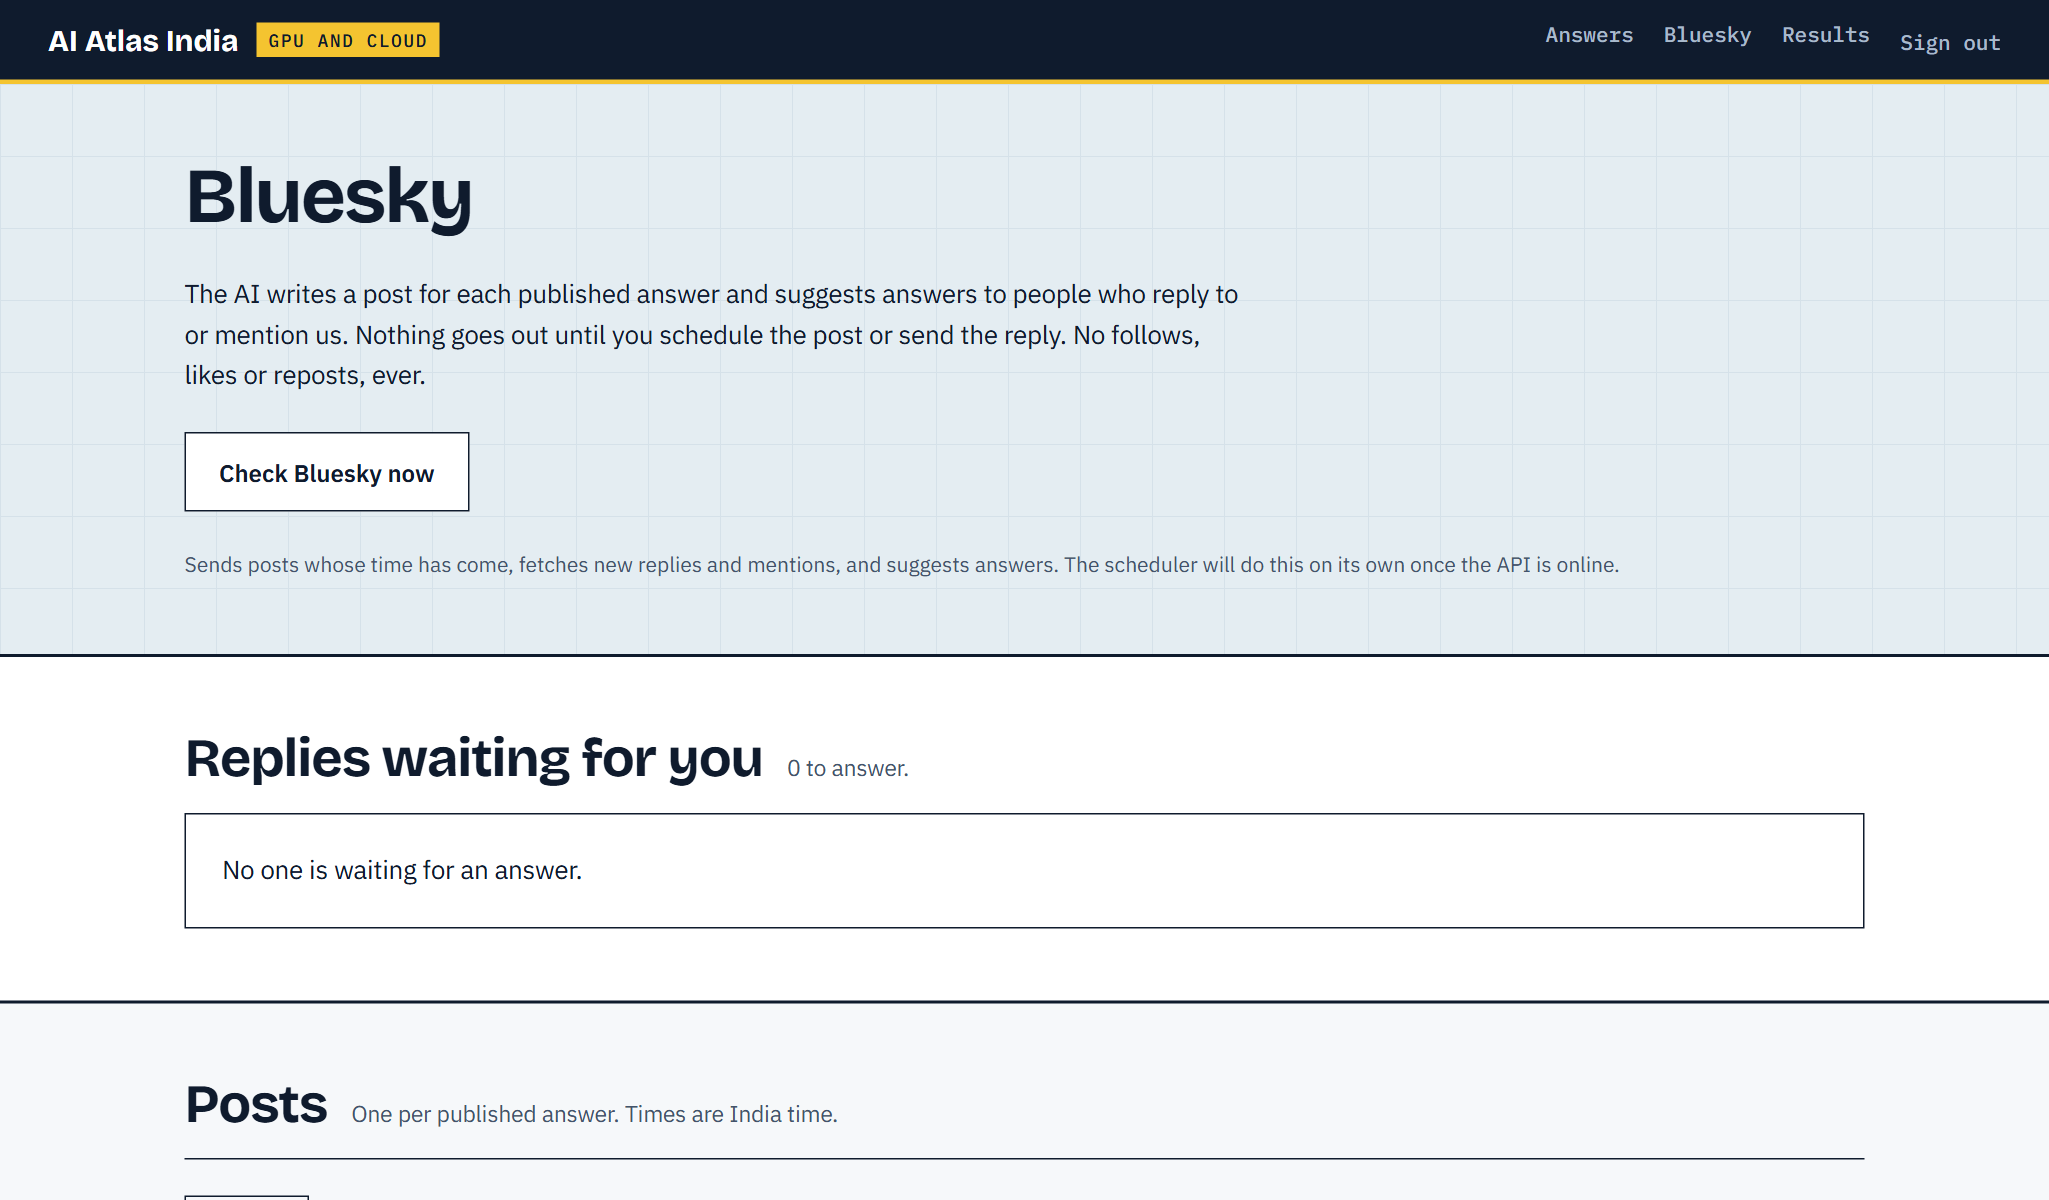 AI Atlas India
GPU AND CLOUD
Answers
Bluesky
Results
Sign out
Bluesky
The AI writes a post for each published answer and suggests answers to people who reply to
or mention us. Nothing goes out until you schedule the post or send the reply. No follows,
likes or reposts, ever.
Check Bluesky now
Sends posts whose time has come, fetches new replies and mentions, and suggests answers. The scheduler will do this on its own once the API is online.
Replies waiting for you
0 to answer.
No one is waiting for an answer.
Posts
One per published answer. Times are India time.